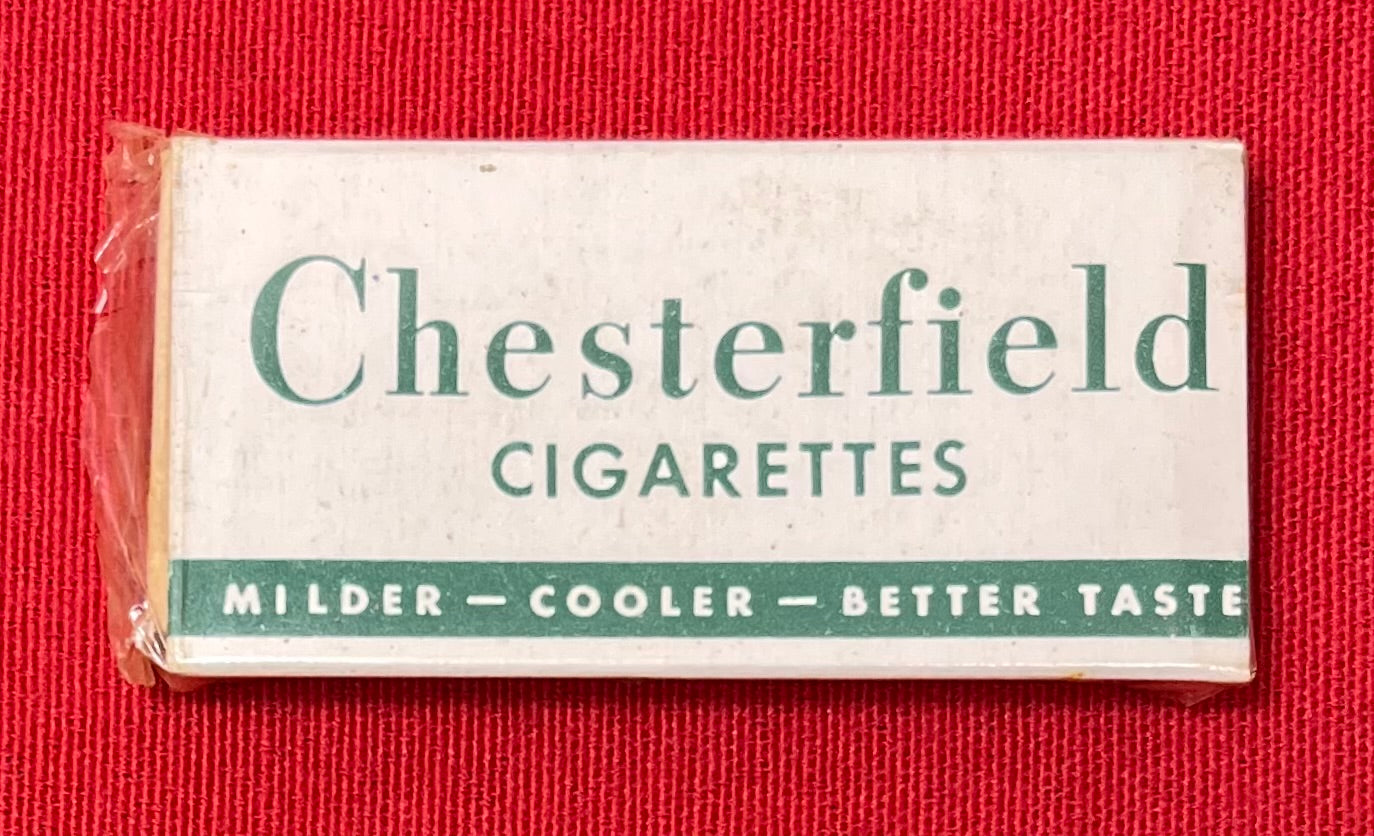 Chesterfield
CIGARETTES
MILDER — COOLER — BETTER TASTE